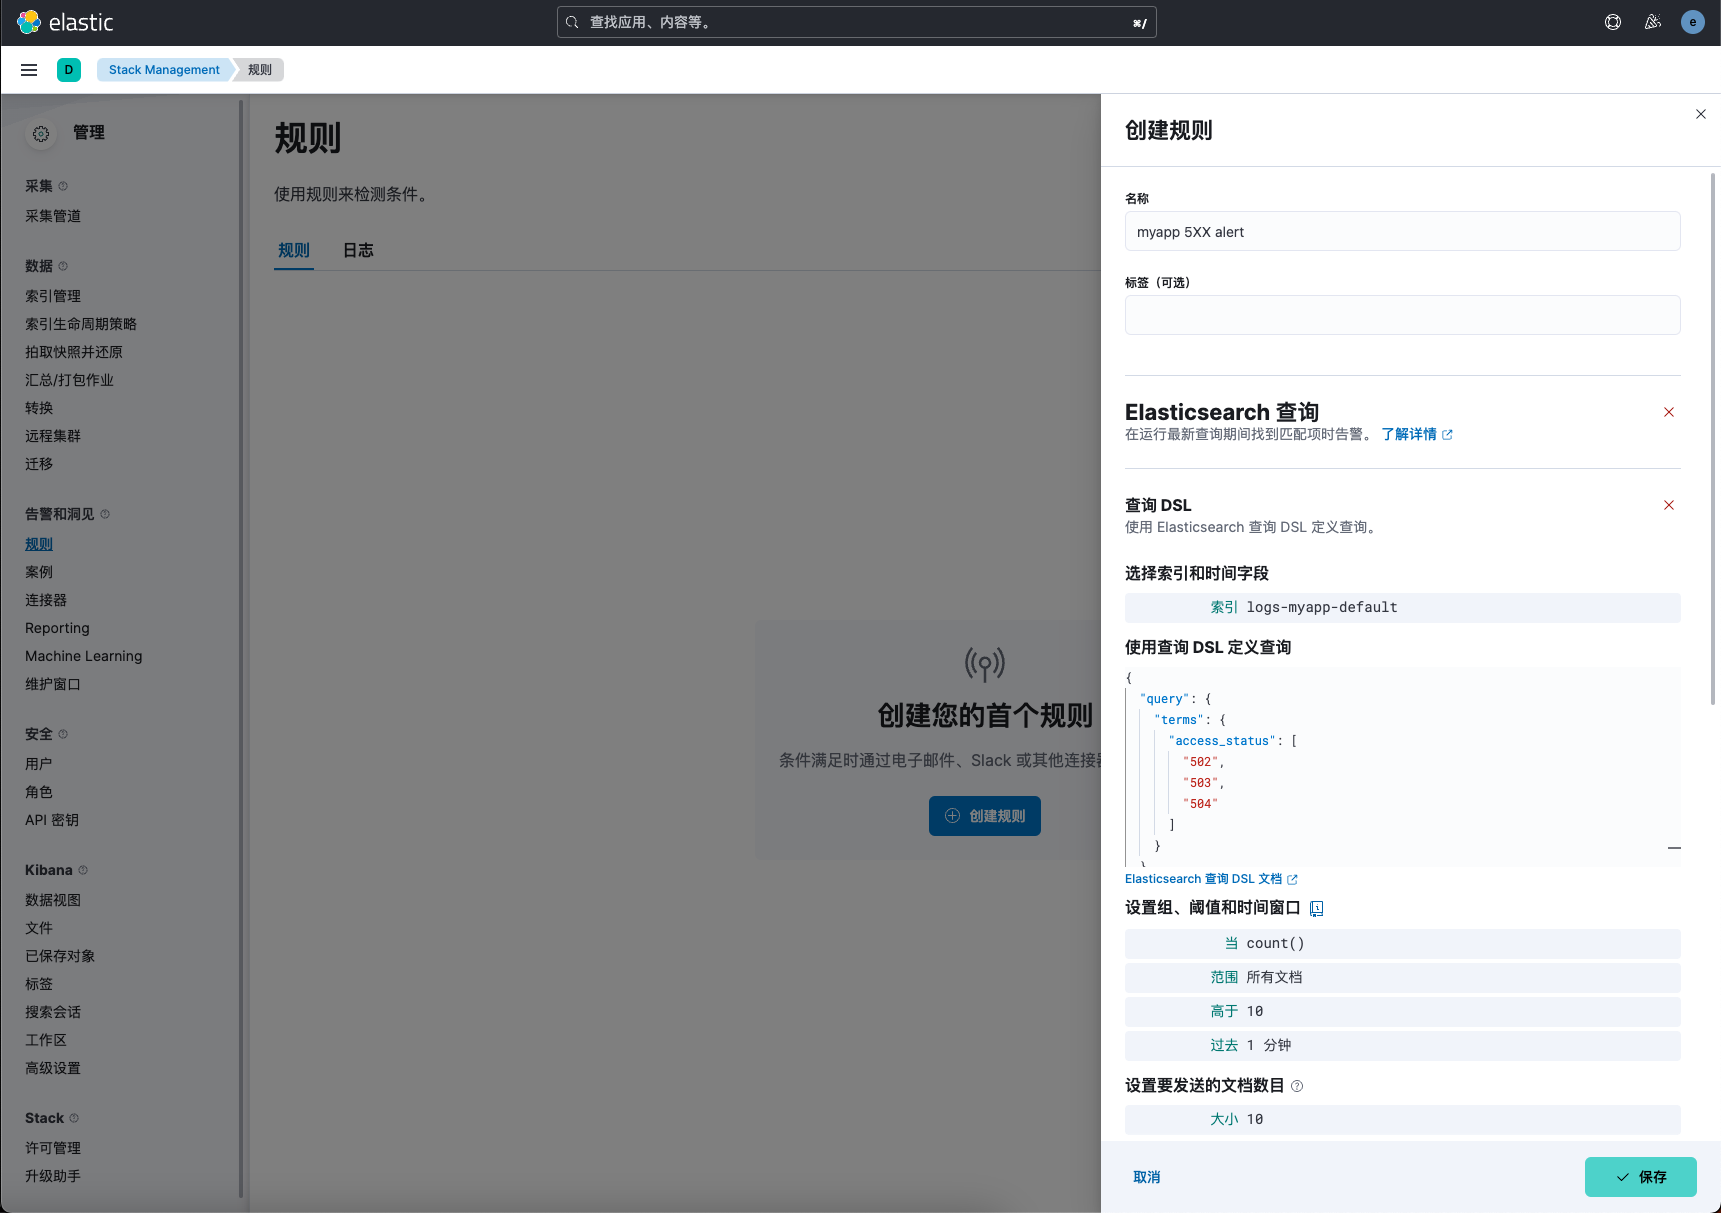 elastic
查找应用、内容等。
⌘/
e
D
Stack Management
规则
管理
采集
采集管道
数据
索引管理
索引生命周期策略
拍取快照并还原
汇总/打包作业
转换
远程集群
迁移
告警和洞见
规则
案例
连接器
Reporting
Machine Learning
维护窗口
安全
用户
角色
API 密钥
Kibana
数据视图
文件
已保存对象
标签
搜索会话
工作区
高级设置
Stack
许可管理
升级助手
规则
使用规则来检测条件。
规则
日志
创建您的首个规则
条件满足时通过电子邮件、Slack 或其他连接
创建规则
创建规则
名称
myapp 5XX alert
标签（可选）
Elasticsearch 查询
在运行最新查询期间找到匹配项时告警。 了解详情
查询 DSL
使用 Elasticsearch 查询 DSL 定义查询。
选择索引和时间字段
索引 logs-myapp-default
使用查询 DSL 定义查询
{
"query": {
"terms": {
"access_status": [
"502",
"503",
"504"
]
}
}
Elasticsearch 查询 DSL 文档
设置组、阈值和时间窗口
当 count()
范围 所有文档
高于 10
过去 1 分钟
设置要发送的文档数目
大小 10
取消
保存